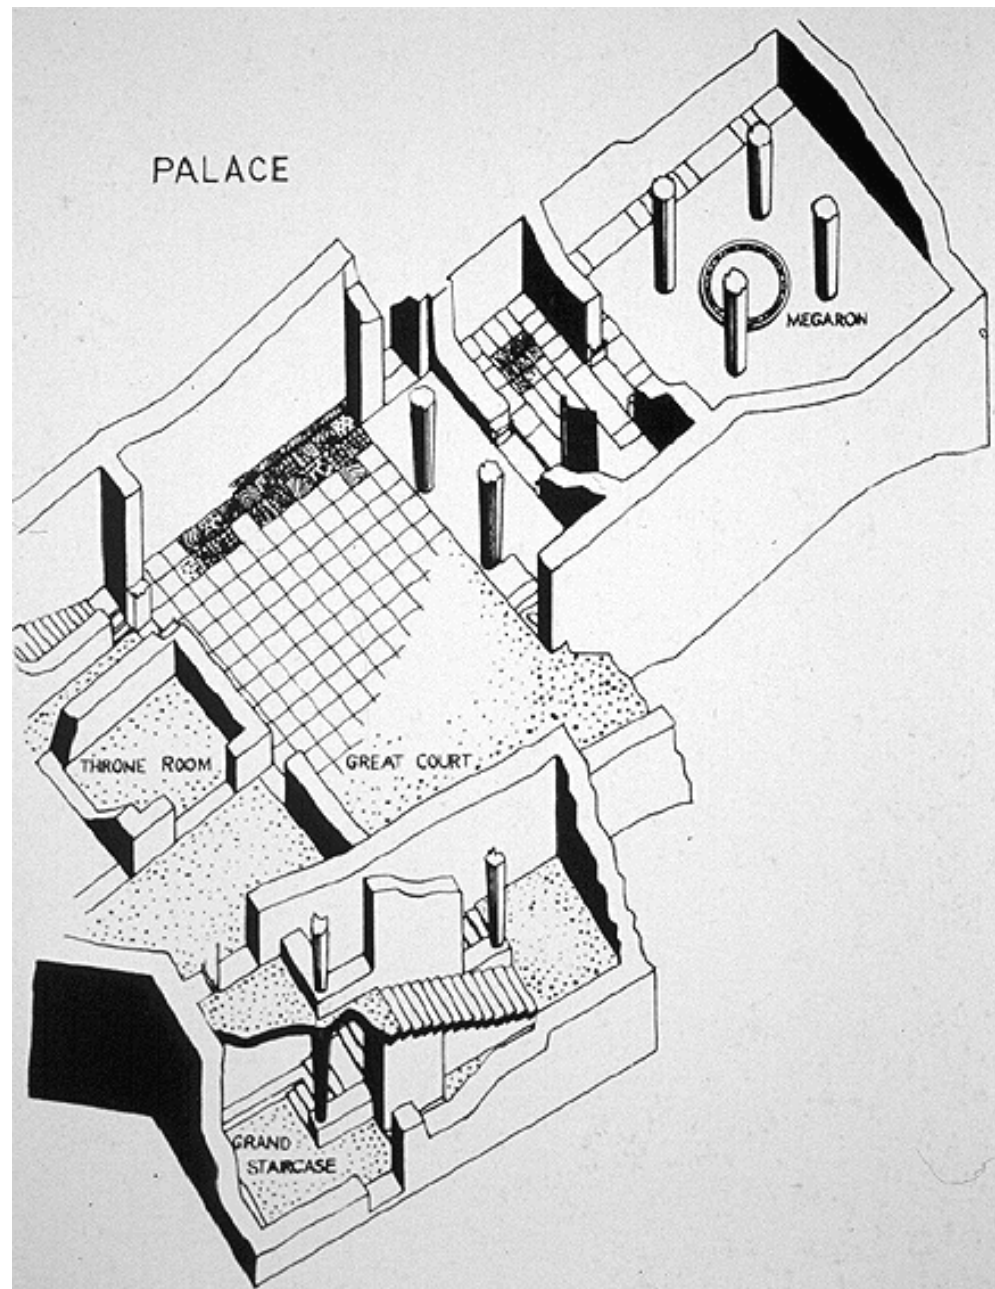 PALACE
MEGARON
THRONE ROOM
GREAT COURT.
GRAND
STAIRCASE